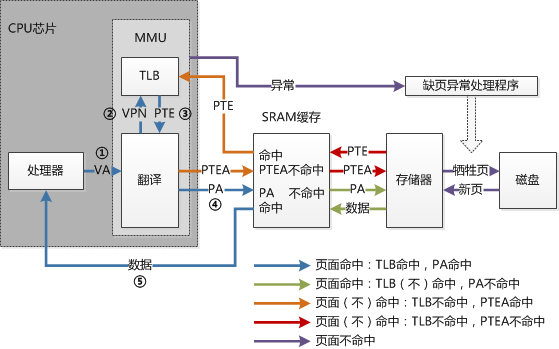 CPU芯片
MMU
TLB
② VPN
PTE ③
①
VA
处理器
翻译
PTE
异常
缺页异常处理程序
SRAM缓存
命中
PTEA不命中
PA 不命中
命中
PTEA
PA
④
PTE
PTEA
PA
数据
存储器
牺牲页
新页
磁盘
数据
⑤
页面命中：TLB命中，PA命中
页面命中：TLB（不）命中，PA不命中
页面（不）命中：TLB不命中，PTEA命中
页面（不）命中：TLB不命中，PTEA不命中
页面不命中